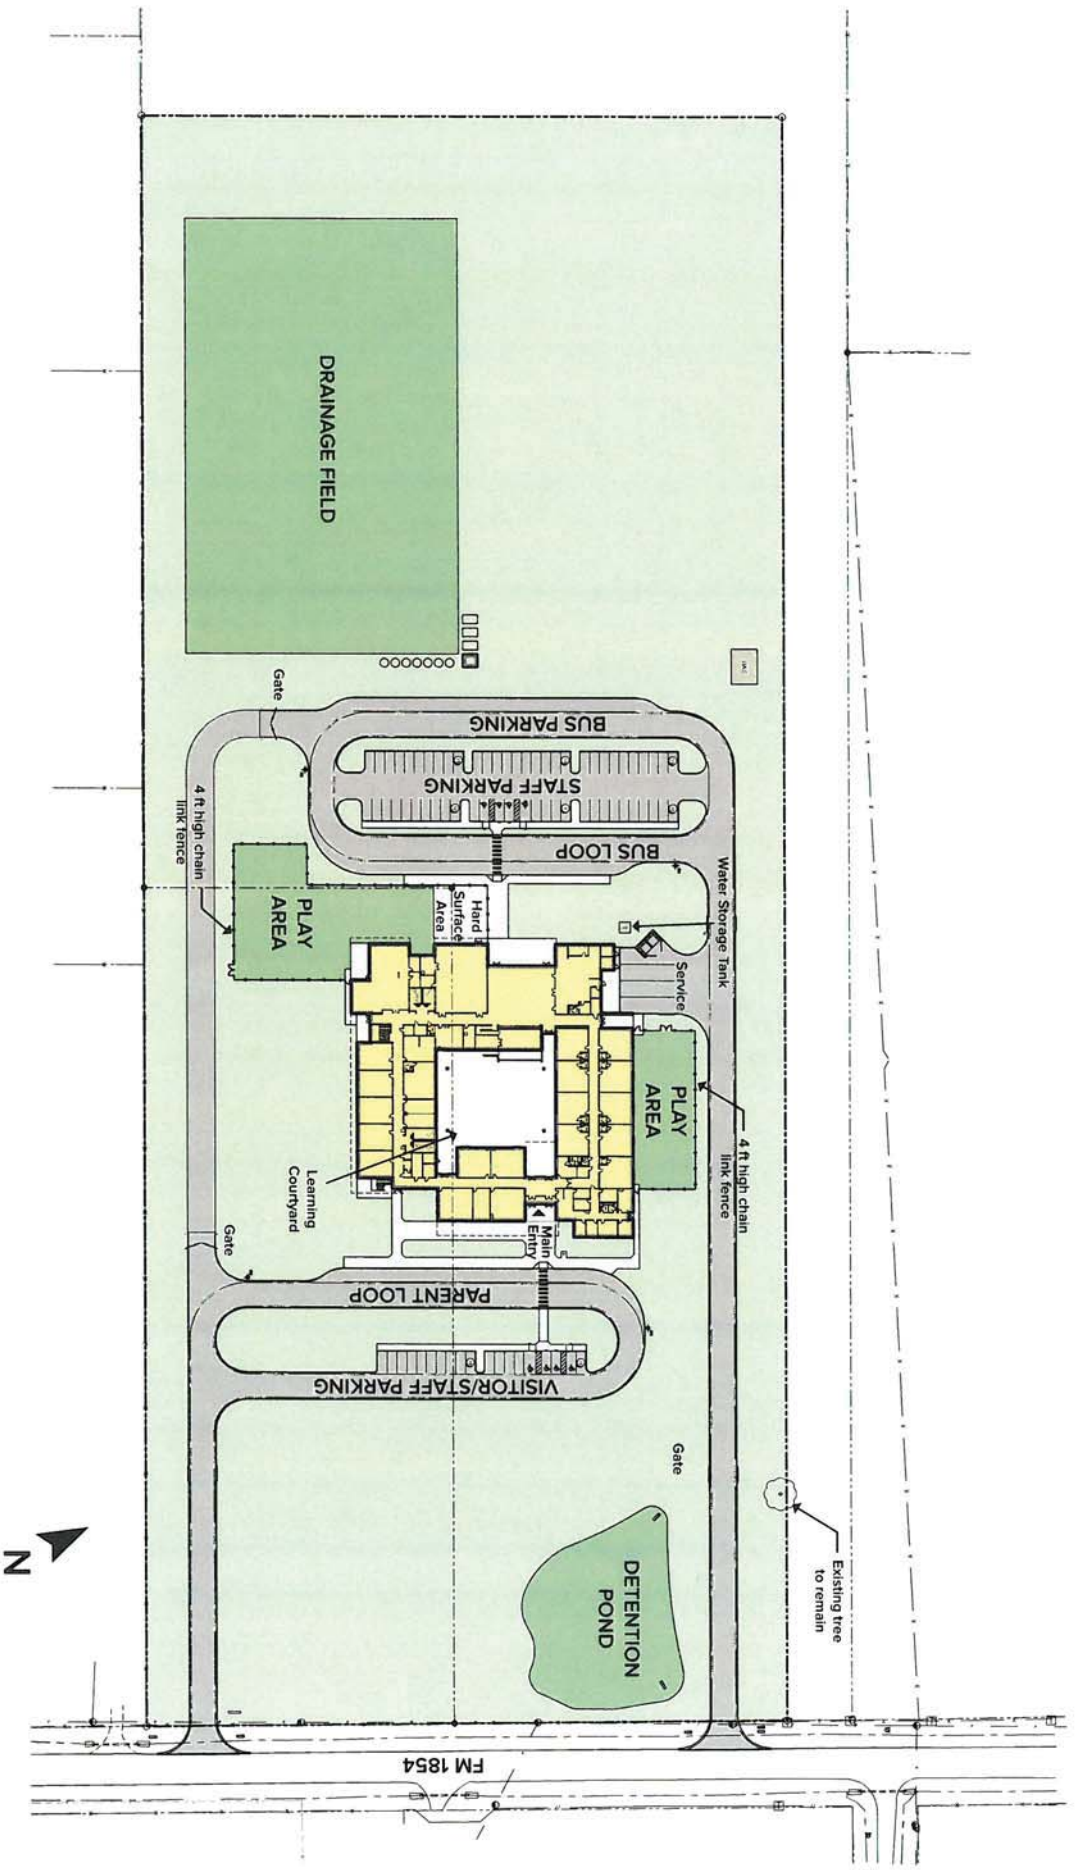 DRAINAGE FIELD
Gate
BUS PARKING
STAFF PARKING
BUS LOOP
4 ft high chain
link fence
PLAY
AREA
Hard
Surface
Area
Water Storage Tank
Service
PLAY
AREA
4 ft high chain
link fence
Learning
Courtyard
Main
Entry
Gate
PARENT LOOP
VISITOR/STAFF PARKING
Gate
Existing tree
to remain
DETENTION
POND
N
FM 1854